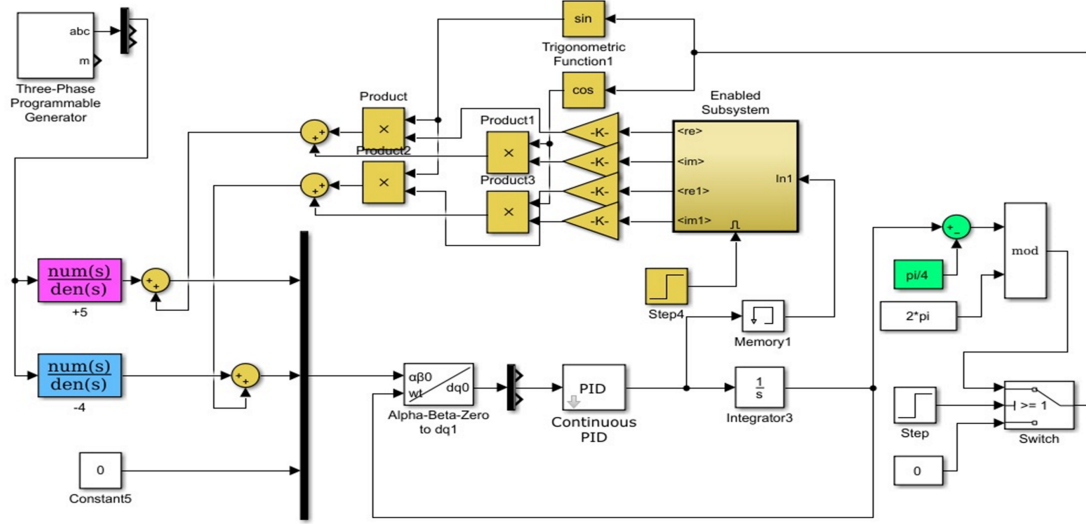 abc
m
Three-Phase
Programmable
Generator
sin
Trigonometric
Function1
cos
Product
×
Product1
×
Product2
×
Product3
×
-K-
-K-
-K-
-K-
Enabled
Subsystem
<re>
<im>
<re1>
<im1>
In1
+
+
+
+
num(s)
den(s)
+5
+
+
Step4
Memory1
+
−
pi/4
2*pi
mod
num(s)
den(s)
-4
+
+
αβ0
wt
dq0
Alpha-Beta-Zero
to dq1
PID
Continuous
PID
1
s
Integrator3
Step
>= 1
Switch
0
0
Constant5